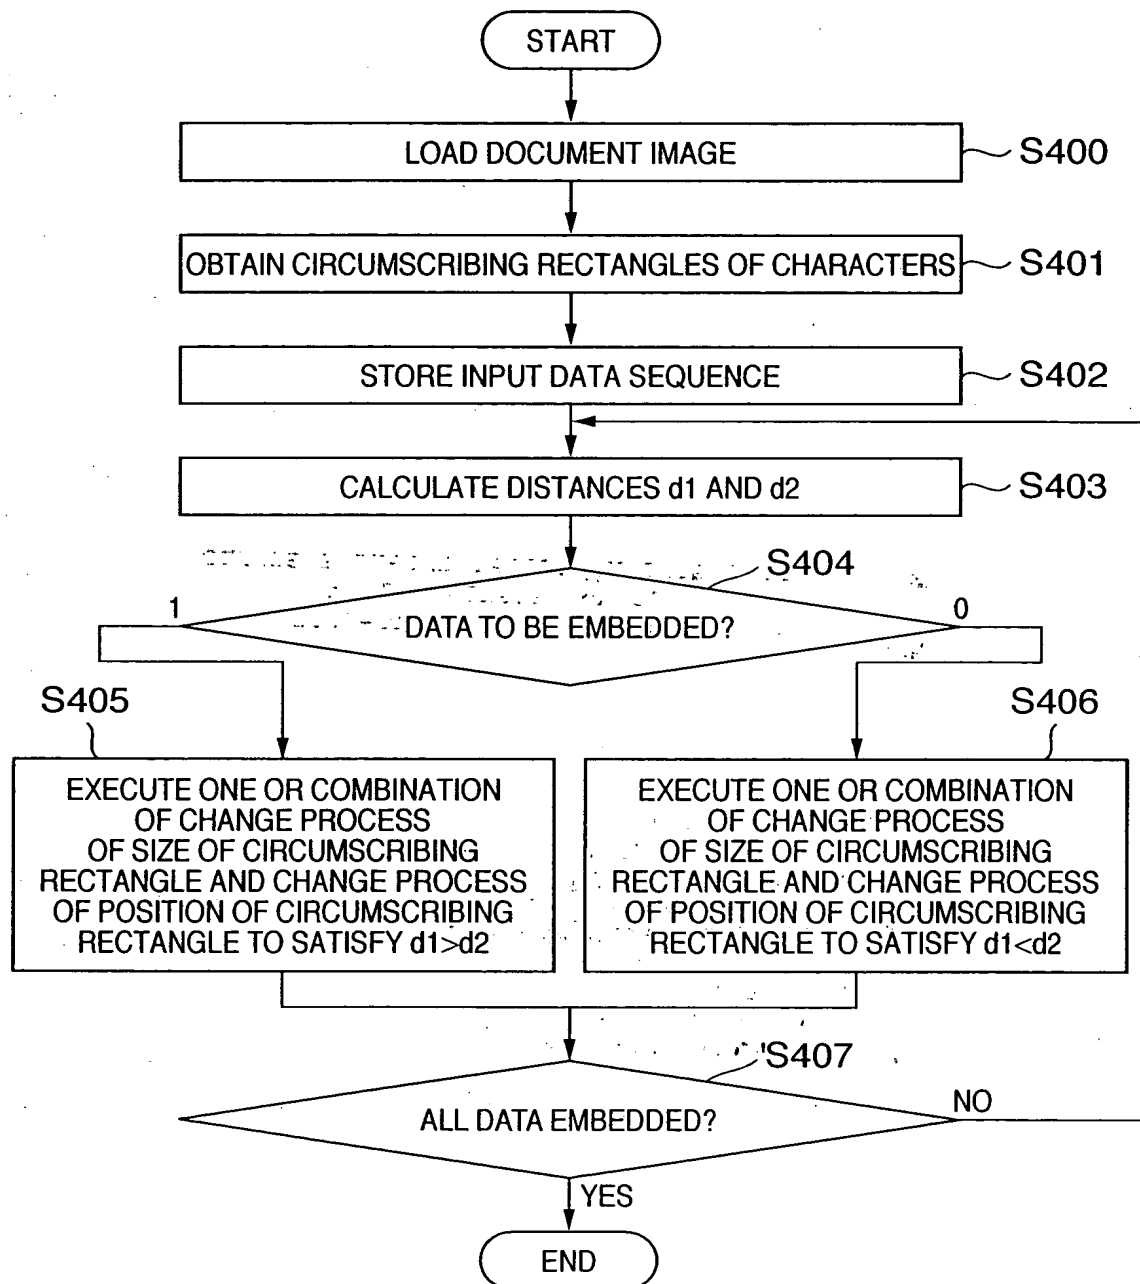 START
LOAD DOCUMENT IMAGE
S400
OBTAIN CIRCUMSCRIBING RECTANGLES OF CHARACTERS
S401
STORE INPUT DATA SEQUENCE
S402
CALCULATE DISTANCES d1 AND d2
S403
S404
1
DATA TO BE EMBEDDED?
0
S405
EXECUTE ONE OR COMBINATION
OF CHANGE PROCESS
OF SIZE OF CIRCUMSCRIBING
RECTANGLE AND CHANGE PROCESS
OF POSITION OF CIRCUMSCRIBING
RECTANGLE TO SATISFY d1>d2
S406
EXECUTE ONE OR COMBINATION
OF CHANGE PROCESS
OF SIZE OF CIRCUMSCRIBING
RECTANGLE AND CHANGE PROCESS
OF POSITION OF CIRCUMSCRIBING
RECTANGLE TO SATISFY d1<d2
S407
ALL DATA EMBEDDED?
NO
YES
END